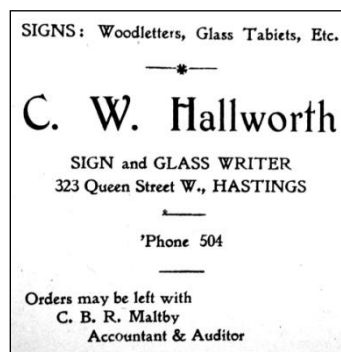 SIGNS: Woodletters, Glass Tabiets, Etc.
C. W. Hallworth
SIGN and GLASS WRITER
323 Queen Street W., HASTINGS
'Phone 504
Orders may be left with
C. B. R. Maltby
Accountant & Auditor